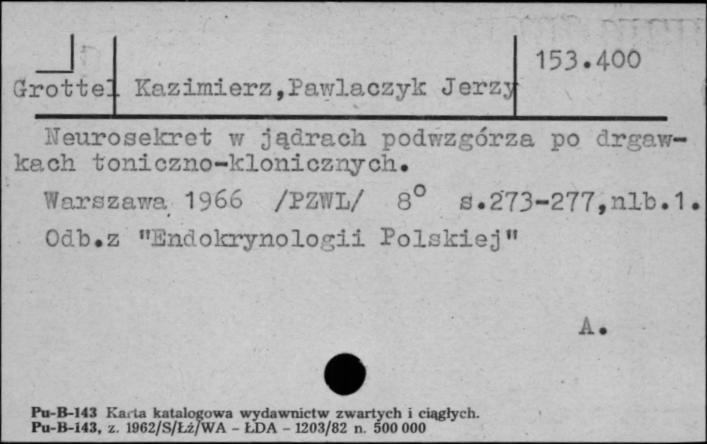 153.400
Grottel Kazimierz,Pawlaczyk Jerzy
Neurosekret w jądrach podwzgórza po drgaw-
kach toniczno-klonicznych.
Warszawa 1966 /PZWL/ 8° s.273-277,nlb.1.
Odb.z "Endokrynologii Polskiej"
A.
Pu-B-143 Karta katalogowa wydawnictw zwartych i ciągłych.
Pu-B-143, z. 1962/S/Łż/WA - ŁDA - 1203/82 n. 500 000